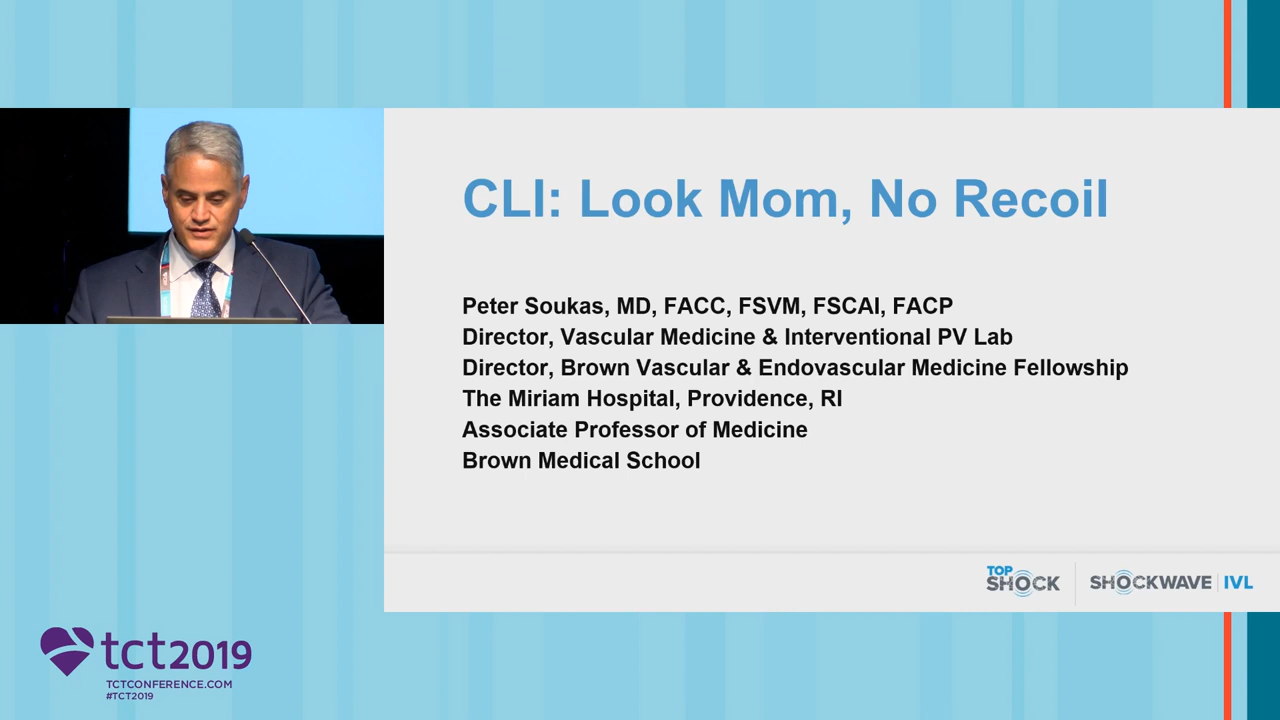 CLI: Look Mom, No Recoil
Peter Soukas, MD, FACC, FSVM, FSCAI, FACP
Director, Vascular Medicine & Interventional PV Lab
Director, Brown Vascular & Endovascular Medicine Fellowship
The Miriam Hospital, Providence, RI
Associate Professor of Medicine
Brown Medical School
TOP
SHOCK
SHOCKWAVE | IVL
tct2019
TCTCONFERENCE.COM
#TCT2019